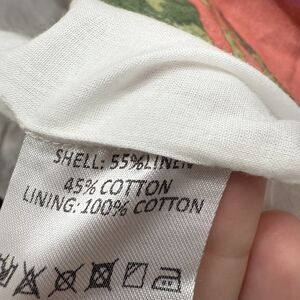 SHELL: 55%LINEN
45% COTTON
LINING: 100% COTTON